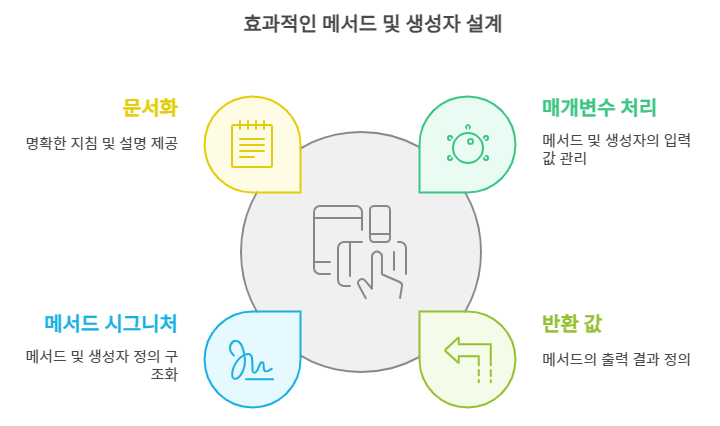 효과적인 메서드 및 생성자 설계
문서화
명확한 지침 및 설명 제공
매개변수 처리
메서드 및 생성자의 입력
값 관리
메서드 시그니처
메서드 및 생성자 정의 구
조화
반환 값
메서드의 출력 결과 정의